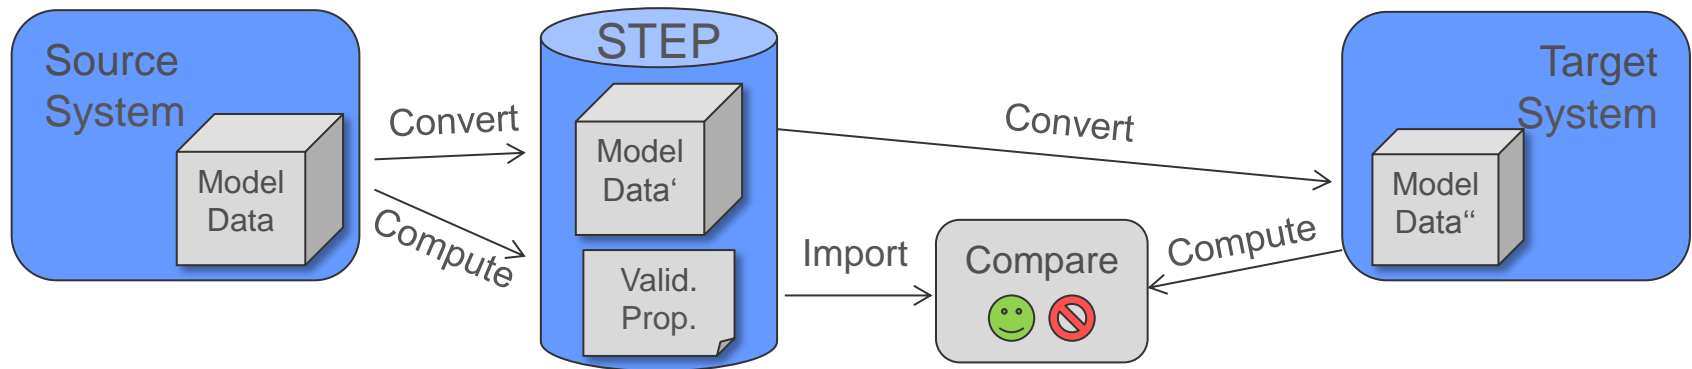 Source
System
Model
Data
Convert
Compute
STEP
Model
Data‘
Valid.
Prop.
Convert
Import
Compare
Compute
Target
System
Model
Data“